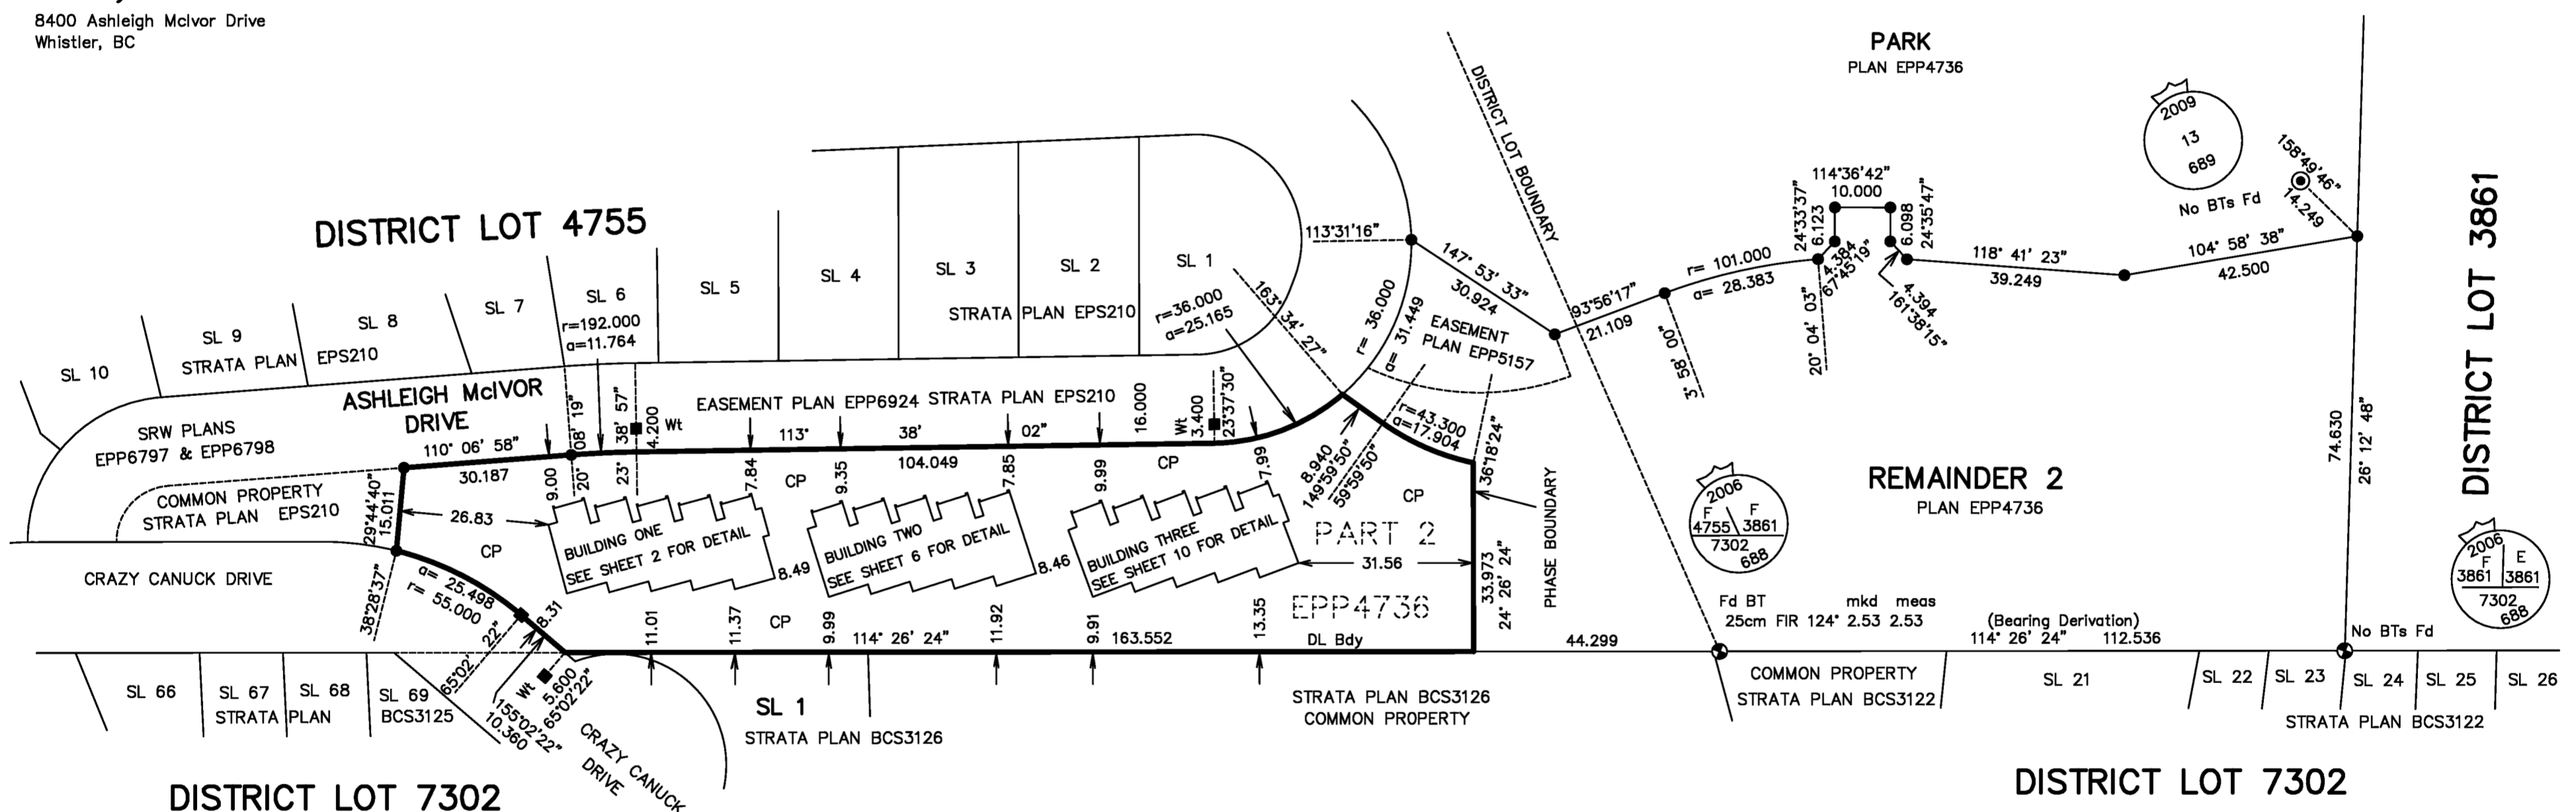 8400 Ashleigh McIvor Drive
Whistler, BC
PARK
PLAN EPP4736
2009
13
689
No BTs Fd
158°49'46"
14.249
DISTRICT LOT 3861
DISTRICT LOT BOUNDARY
DISTRICT LOT 4755
SL 10
SL 9
STRATA PLAN EPS210
SL 8
SL 7
SL 6
r=192.000
a=11.764
SL 5
SL 4
SL 3
SL 2
SL 1
STRATA PLAN EPS210
r=36.000
a=25.165
163° 34' 27"
113°31'16"
147° 53' 33"
30.924
r= 36.000
a= 31.449
EASEMENT
PLAN EPP5157
93°56'17"
21.109
r= 101.000
a= 28.383
3° 58' 00"
20° 04' 03"
24°33'37"
6.123
114°36'42"
10.000
6.098
24°35'47"
4.384
67°45'19"
4.394
161°38'15"
118° 41' 23"
39.249
104° 58' 38"
42.500
74.630
26° 12' 48"
ASHLEIGH McIVOR
DRIVE
SRW PLANS
EPP6797 & EPP6798
COMMON PROPERTY
STRATA PLAN EPS210
110° 06' 58"
30.187
29°44'40"
15.011
26.83
9.00
20° 08' 19"
23° 38' 57"
4.200
Wt
EASEMENT PLAN EPP6924 STRATA PLAN EPS210
113° 38' 02"
104.049
7.84
9.35
7.85
9.99
16.000
Wt
3.400
23°37'30"
7.99
8.940
149°59'50"
59°59'50"
r=43.300
a=17.904
36°18'24"
CP
CP
CP
CP
CP
BUILDING ONE
SEE SHEET 2 FOR DETAIL
8.49
BUILDING TWO
SEE SHEET 6 FOR DETAIL
8.46
BUILDING THREE
SEE SHEET 10 FOR DETAIL
PART 2
31.56
EPP4736
33.973
24° 26' 24"
PHASE BOUNDARY
REMAINDER 2
PLAN EPP4736
2006
F F
4755 3861
7302
688
2006
F E
3861 3861
7302
688
CRAZY CANUCK DRIVE
38°28'37"
a= 25.498
r= 55.000
8.31
65°02' 22"
11.01
11.37
9.99
114° 26' 24"
11.92
9.91
163.552
13.35
DL Bdy
44.299
Fd BT mkd meas
25cm FIR 124° 2.53 2.53
(Bearing Derivation)
114° 26' 24" 112.536
No BTs Fd
SL 66
SL 67
SL 68
STRATA PLAN
SL 69
BCS3125
Wt
5.600
65°02'22"
155°02'22"
10.360
CRAZY CANUCK
DRIVE
SL 1
STRATA PLAN BCS3126
STRATA PLAN BCS3126
COMMON PROPERTY
COMMON PROPERTY
STRATA PLAN BCS3122
SL 21
SL 22
SL 23
SL 24
SL 25
SL 26
STRATA PLAN BCS3122
DISTRICT LOT 7302
DISTRICT LOT 7302